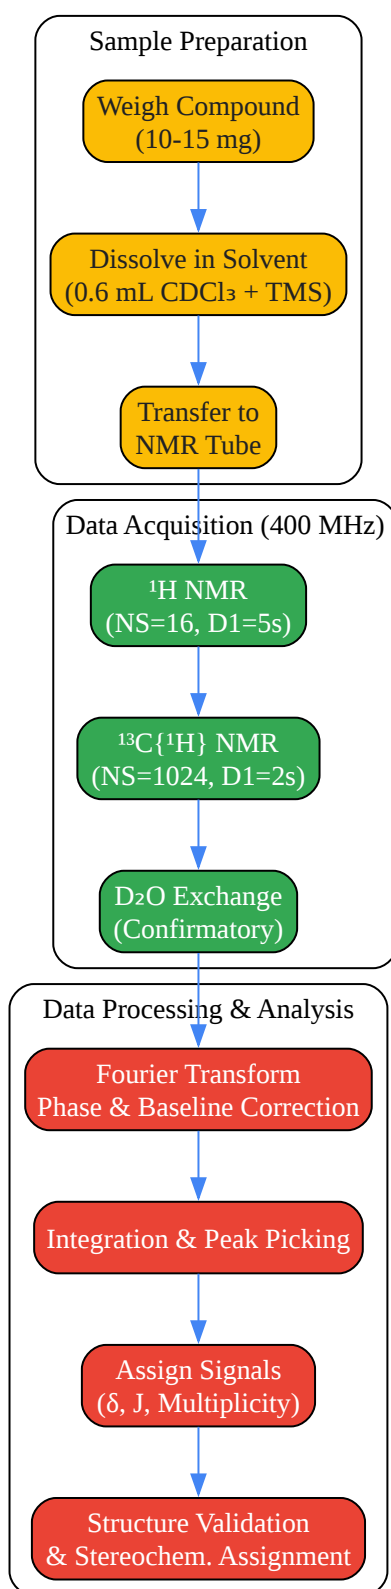 Sample Preparation
Weigh Compound
(10-15 mg)
Dissolve in Solvent
(0.6 mL CDCl₃ + TMS)
Transfer to
NMR Tube
Data Acquisition (400 MHz)
¹H NMR
(NS=16, D1=5s)
¹³C{¹H} NMR
(NS=1024, D1=2s)
D₂O Exchange
(Confirmatory)
Data Processing & Analysis
Fourier Transform
Phase & Baseline Correction
Integration & Peak Picking
Assign Signals
(δ, J, Multiplicity)
Structure Validation
& Stereochem. Assignment